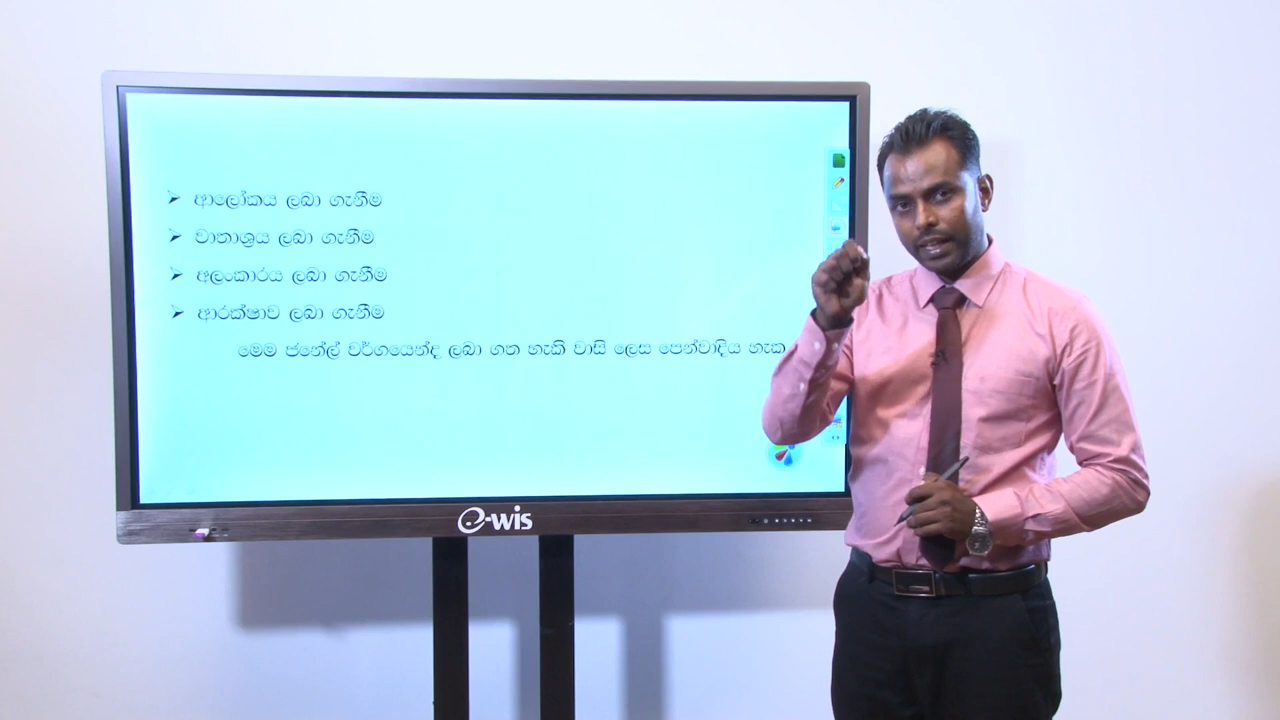 ➢ ආලෝකය ලබා ගැනීම
➢ වාතාශ්‍රය ලබා ගැනීම
➢ අලංකාරය ලබා ගැනීම
➢ ආරක්ෂාව ලබා ගැනීම
මෙම ජනේල් වර්ගයෙන්ද ලබා ගත හැකි වාසි ලෙස පෙන්වාදිය හැක
e-wis